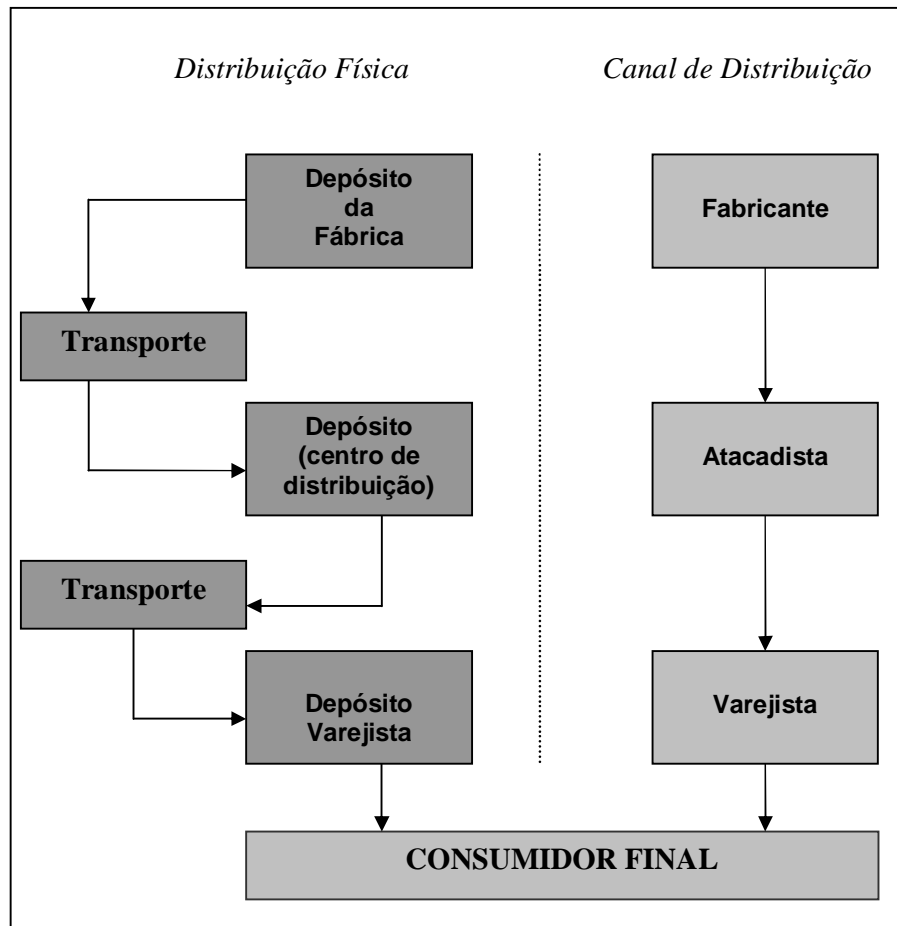 Distribuição Física
Canal de Distribuição
Depósito
da
Fábrica
Fabricante
Transporte
Depósito
(centro de
distribuição)
Atacadista
Transporte
Depósito
Varejista
Varejista
CONSUMIDOR FINAL